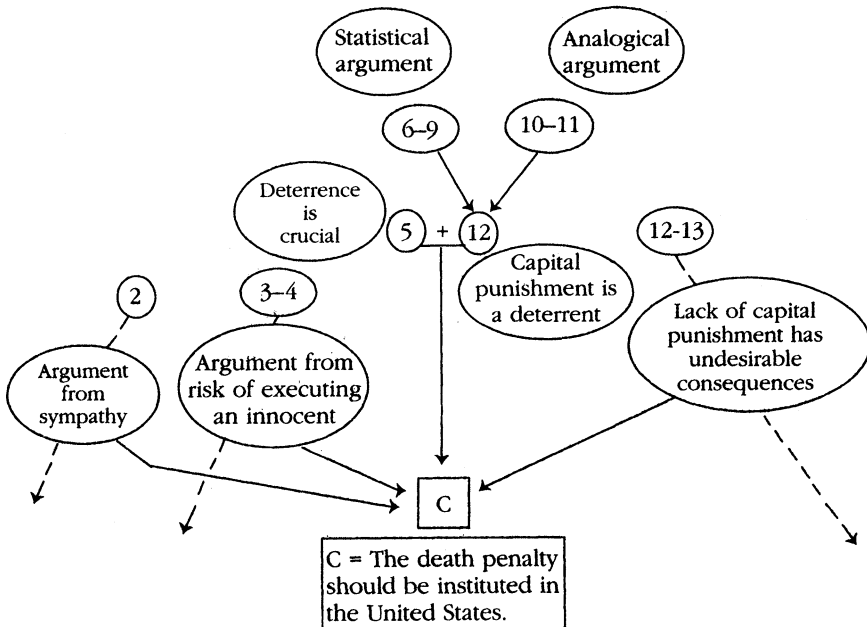 Statistical
argument
Analogical
argument
6–9
10–11
Deterrence
is
crucial
5 + 12
12-13
Capital
punishment is
a deterrent
2
3–4
Lack of capital
punishment has
undesirable
consequences
Argument
from
sympathy
Argument from
risk of executing
an innocent
C
C = The death penalty
should be instituted in
the United States.